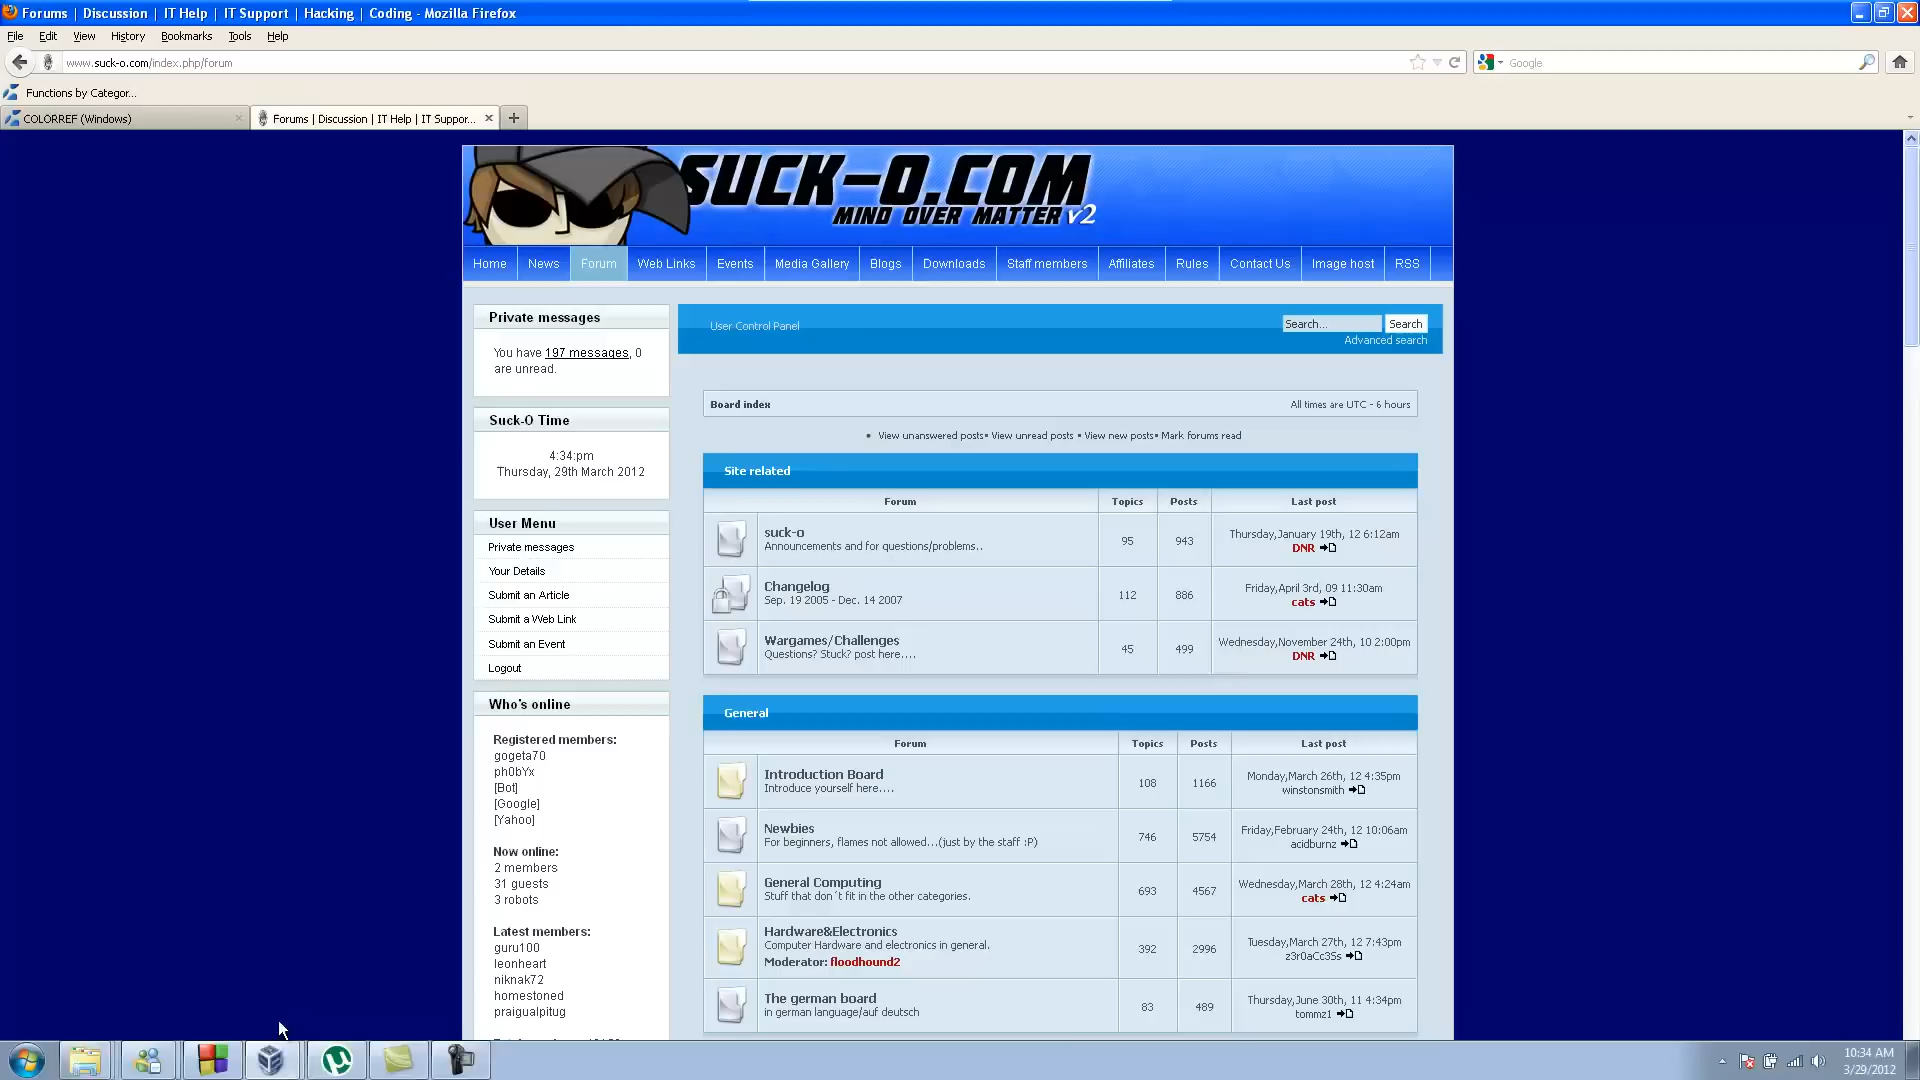 Forums | Discussion | IT Help | IT Support | Hacking | Coding - Mozilla Firefox
File Edit View History Bookmarks Tools Help
www.suck-o.com/index.php/forum
Google
Functions by Categor...
COLORREF (Windows)
Forums | Discussion | IT Help | IT Suppor...
SUCK-O.COM
MIND OVER MATTER v2
Home News Forum Web Links Events Media Gallery Blogs Downloads Staff members Affiliates Rules Contact Us Image host RSS
Private messages
You have 197 messages, 0
are unread.
Suck-O Time
4:34:pm
Thursday, 29th March 2012
User Menu
Private messages
Your Details
Submit an Article
Submit a Web Link
Submit an Event
Logout
Who's online
Registered members:
gogeta70
ph0bYx
[Bot]
[Google]
[Yahoo]
Now online:
2 members
31 guests
3 robots
Latest members:
guru100
leonheart
niknak72
homestoned
praigualpitug
User Control Panel
Search... Search
Advanced search
Board index All times are UTC - 6 hours
• View unanswered posts• View unread posts • View new posts• Mark forums read
Site related
Forum Topics Posts Last post
suck-o
Announcements and for questions/problems..
95 943
Thursday,January 19th, 12 6:12am
DNR
Changelog
Sep. 19 2005 - Dec. 14 2007
112 886
Friday,April 3rd, 09 11:30am
cats
Wargames/Challenges
Questions? Stuck? post here....
45 499
Wednesday,November 24th, 10 2:00pm
DNR
General
Forum Topics Posts Last post
Introduction Board
Introduce yourself here....
108 1166
Monday,March 26th, 12 4:35pm
winstonsmith
Newbies
For beginners, flames not allowed...(just by the staff :P)
746 5754
Friday,February 24th, 12 10:06am
acidburnz
General Computing
Stuff that don´t fit in the other categories.
693 4567
Wednesday,March 28th, 12 4:24am
cats
Hardware&Electronics
Computer Hardware and electronics in general.
Moderator: floodhound2
392 2996
Tuesday,March 27th, 12 7:43pm
z3r0aCc3Ss
The german board
in german language/auf deutsch
83 489
Thursday,June 30th, 11 4:34pm
tommz1
10:34 AM
3/29/2012